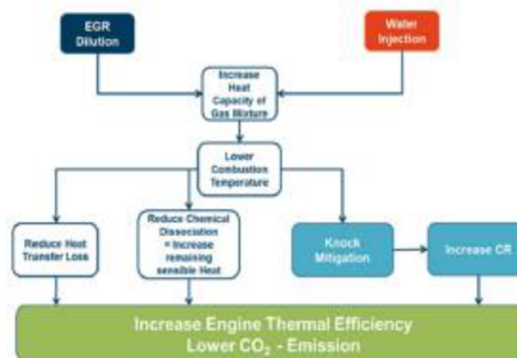 EGR
Dilution
Water
Injection
Increase
Heat
Capacity of
Gas Mixture
Lower
Combustion
Temperature
Reduce Heat
Transfer Loss
Reduce Chemical
Dissociation
= Increase
remaining
sensible Heat
Knock
Mitigation
Increase CR
Increase Engine Thermal Efficiency
Lower CO₂ - Emission